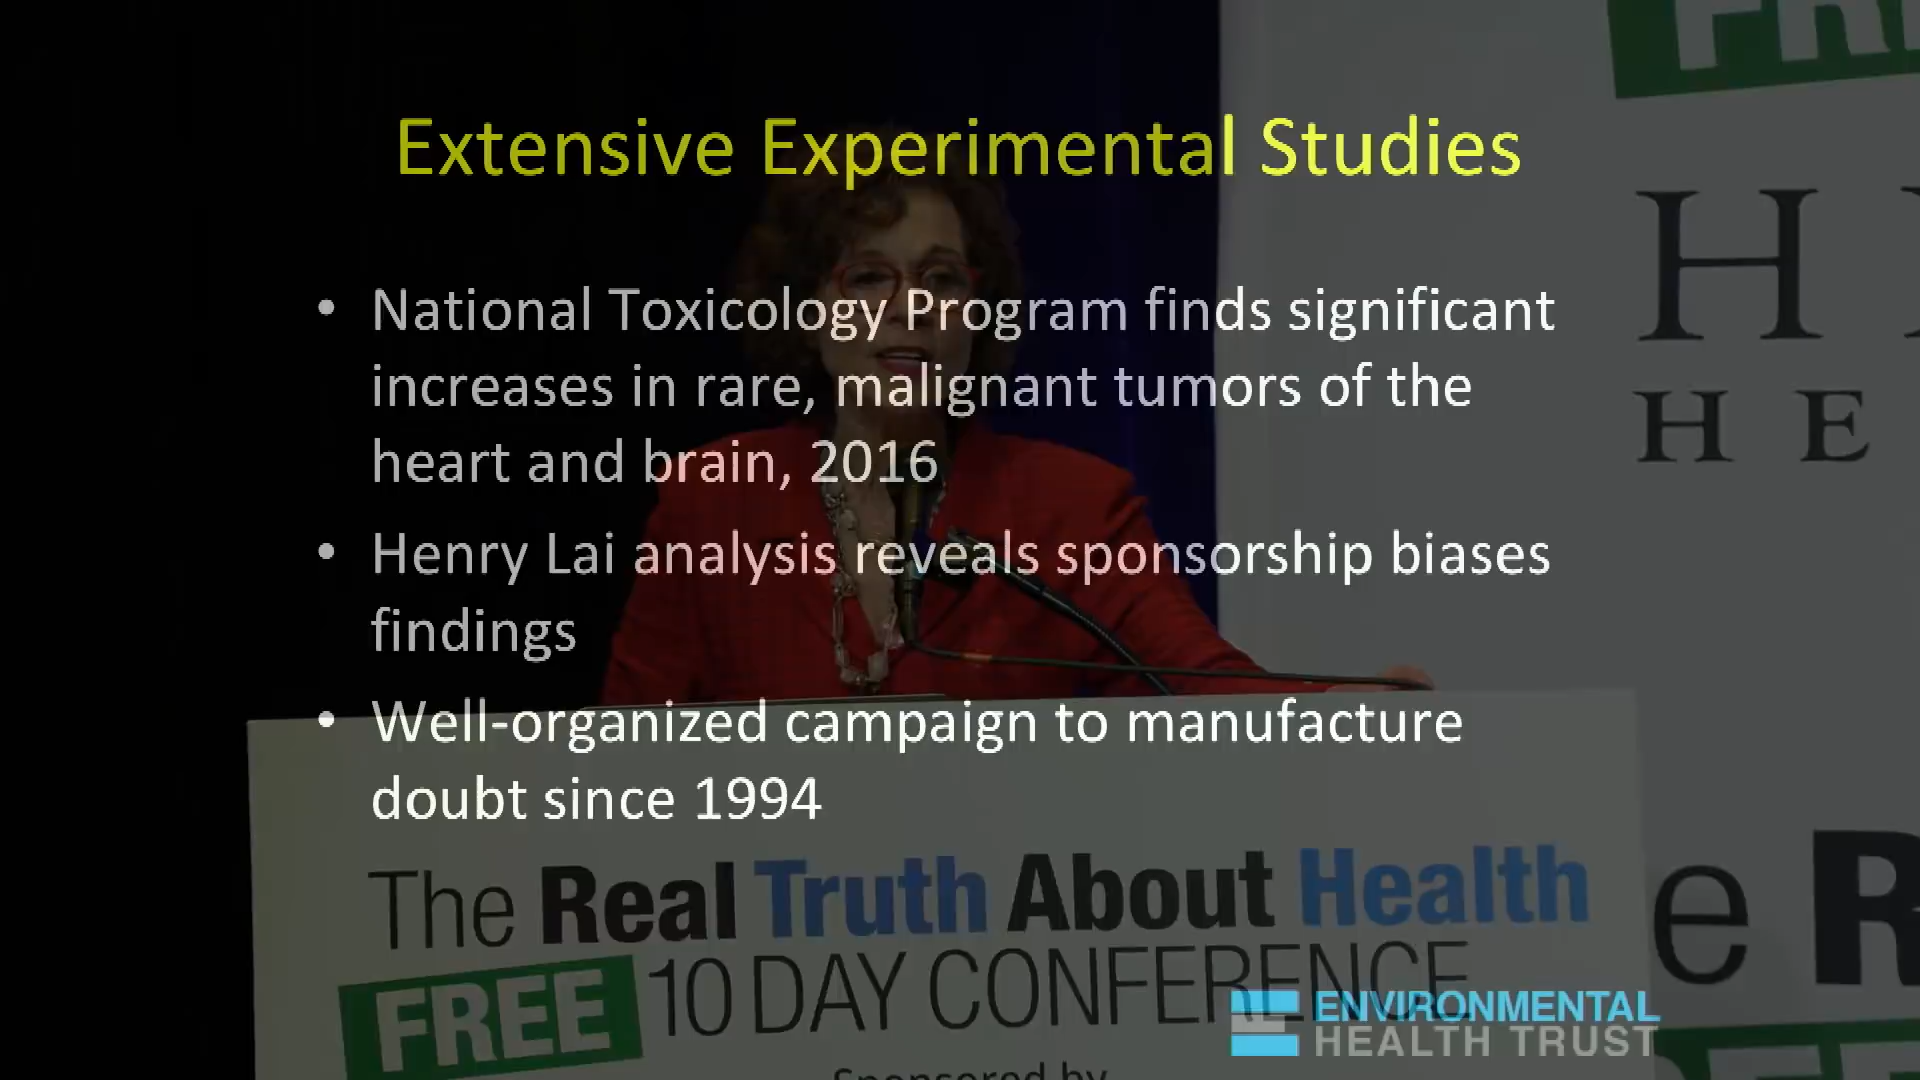 FR
Extensive Experimental Studies
H
HE
• National Toxicology Program finds significant
increases in rare, malignant tumors of the
heart and brain, 2016
• Henry Lai analysis reveals sponsorship biases
findings
• Well-organized campaign to manufacture
doubt since 1994
The Real Truth About Health
FREE 10 DAY CONFERENCE
e R
ENVIRONMENTAL
HEALTH TRUST
Sponsored by